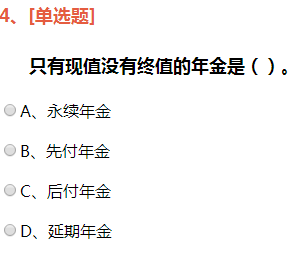 4、[单选题]
只有现值没有终值的年金是（ ）。
A、永续年金
B、先付年金
C、后付年金
D、延期年金